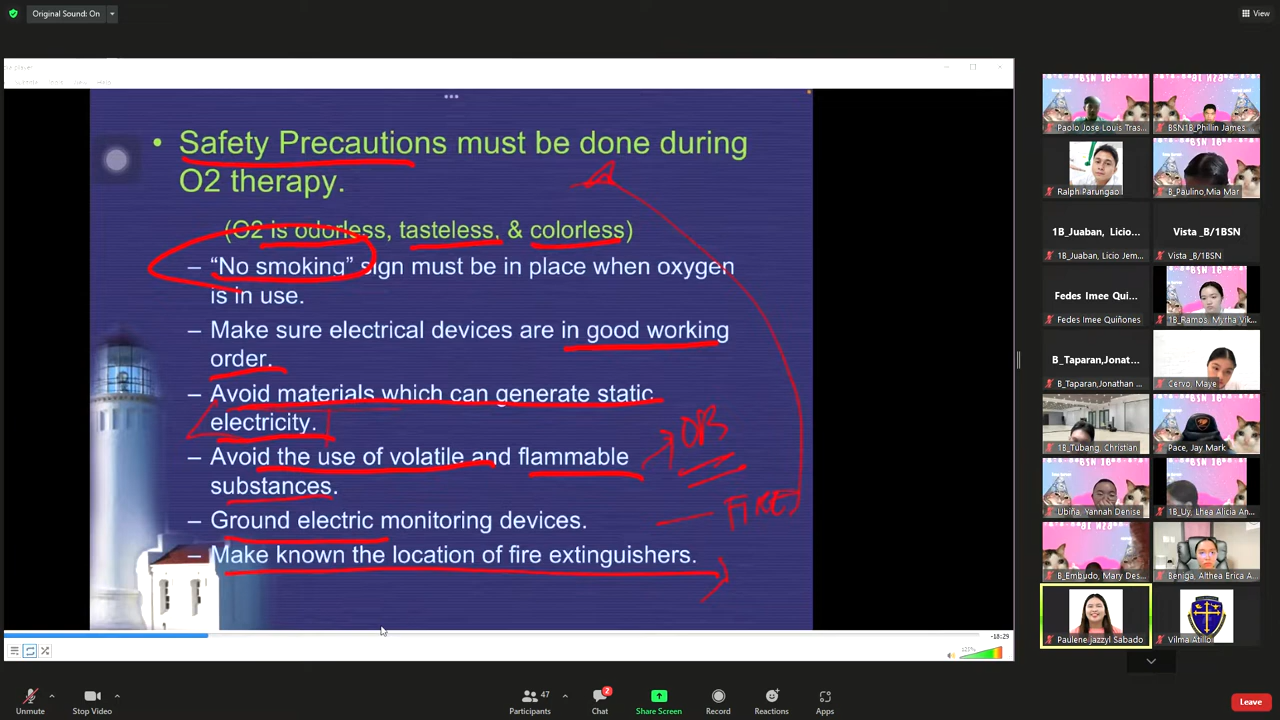 Original Sound: On
View
• Safety Precautions must be done during
O2 therapy.
(O2 is odorless, tasteless, & colorless)
– “No smoking” sign must be in place when oxygen
is in use.
– Make sure electrical devices are in good working
order.
– Avoid materials which can generate static
electricity.
– Avoid the use of volatile and flammable
substances.
– Ground electric monitoring devices.
– Make known the location of fire extinguishers.
FIRE
-18:29
Paolo Jose Louis Tras...
BSN1B_Phillin James ...
Ralph Parungao
B_Paulino,Mia Mar
1B_Juaban, Licio...
Vista _B/1BSN
1B_Juaban, Licio Jem...
Vista_B/1BSN
Fedes Imee Qui...
Fedes Imee Quiñones
1B_Ramos, Myrha Vik...
B_Taparan,Jonat...
B_Taparan,Jonathan ...
Cervo, Maye
1B_Tubang, Christian
Pace, Jay Mark
Ubiña, Yannah Denise
1B_Uy, Lhea Alicia An...
B_Embudo, Mary Des...
Beniga, Althea Erica A...
Paulene Jazzyl Sabado
Vilma Atillo
Unmute
Stop Video
47
Participants
2
Chat
Share Screen
Record
Reactions
Apps
Leave